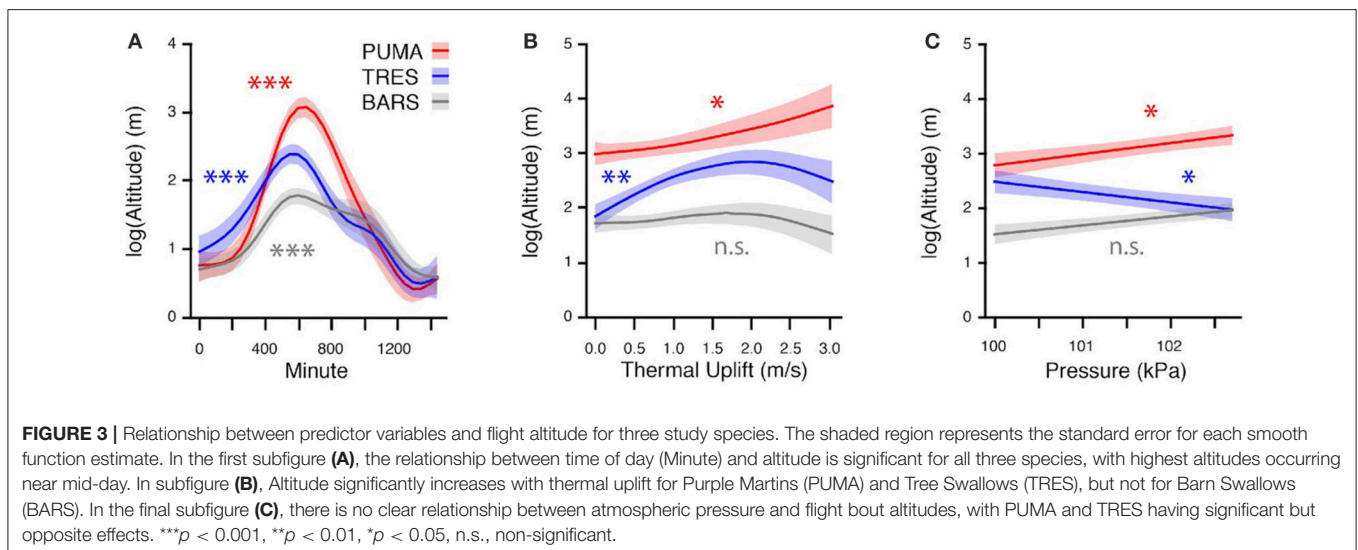 A
B
C
4
3
2
1
0
log(Altitude) (m)
PUMA
TRES
BARS
***
***
***
0
400
800
1200
Minute
5
4
3
2
1
0
log(Altitude) (m)
*
**
n.s.
0.0
0.5
1.0
1.5
2.0
2.5
3.0
Thermal Uplift (m/s)
5
4
3
2
1
0
log(Altitude) (m)
*
*
n.s.
100
101
102
Pressure (kPa)
FIGURE 3 | Relationship between predictor variables and flight altitude for three study species. The shaded region represents the standard error for each smooth
function estimate. In the first subfigure (A), the relationship between time of day (Minute) and altitude is significant for all three species, with highest altitudes occurring
near mid-day. In subfigure (B), Altitude significantly increases with thermal uplift for Purple Martins (PUMA) and Tree Swallows (TRES), but not for Barn Swallows
(BARS). In the final subfigure (C), there is no clear relationship between atmospheric pressure and flight bout altitudes, with PUMA and TRES having significant but
opposite effects. ***p < 0.001, **p < 0.01, *p < 0.05, n.s., non-significant.